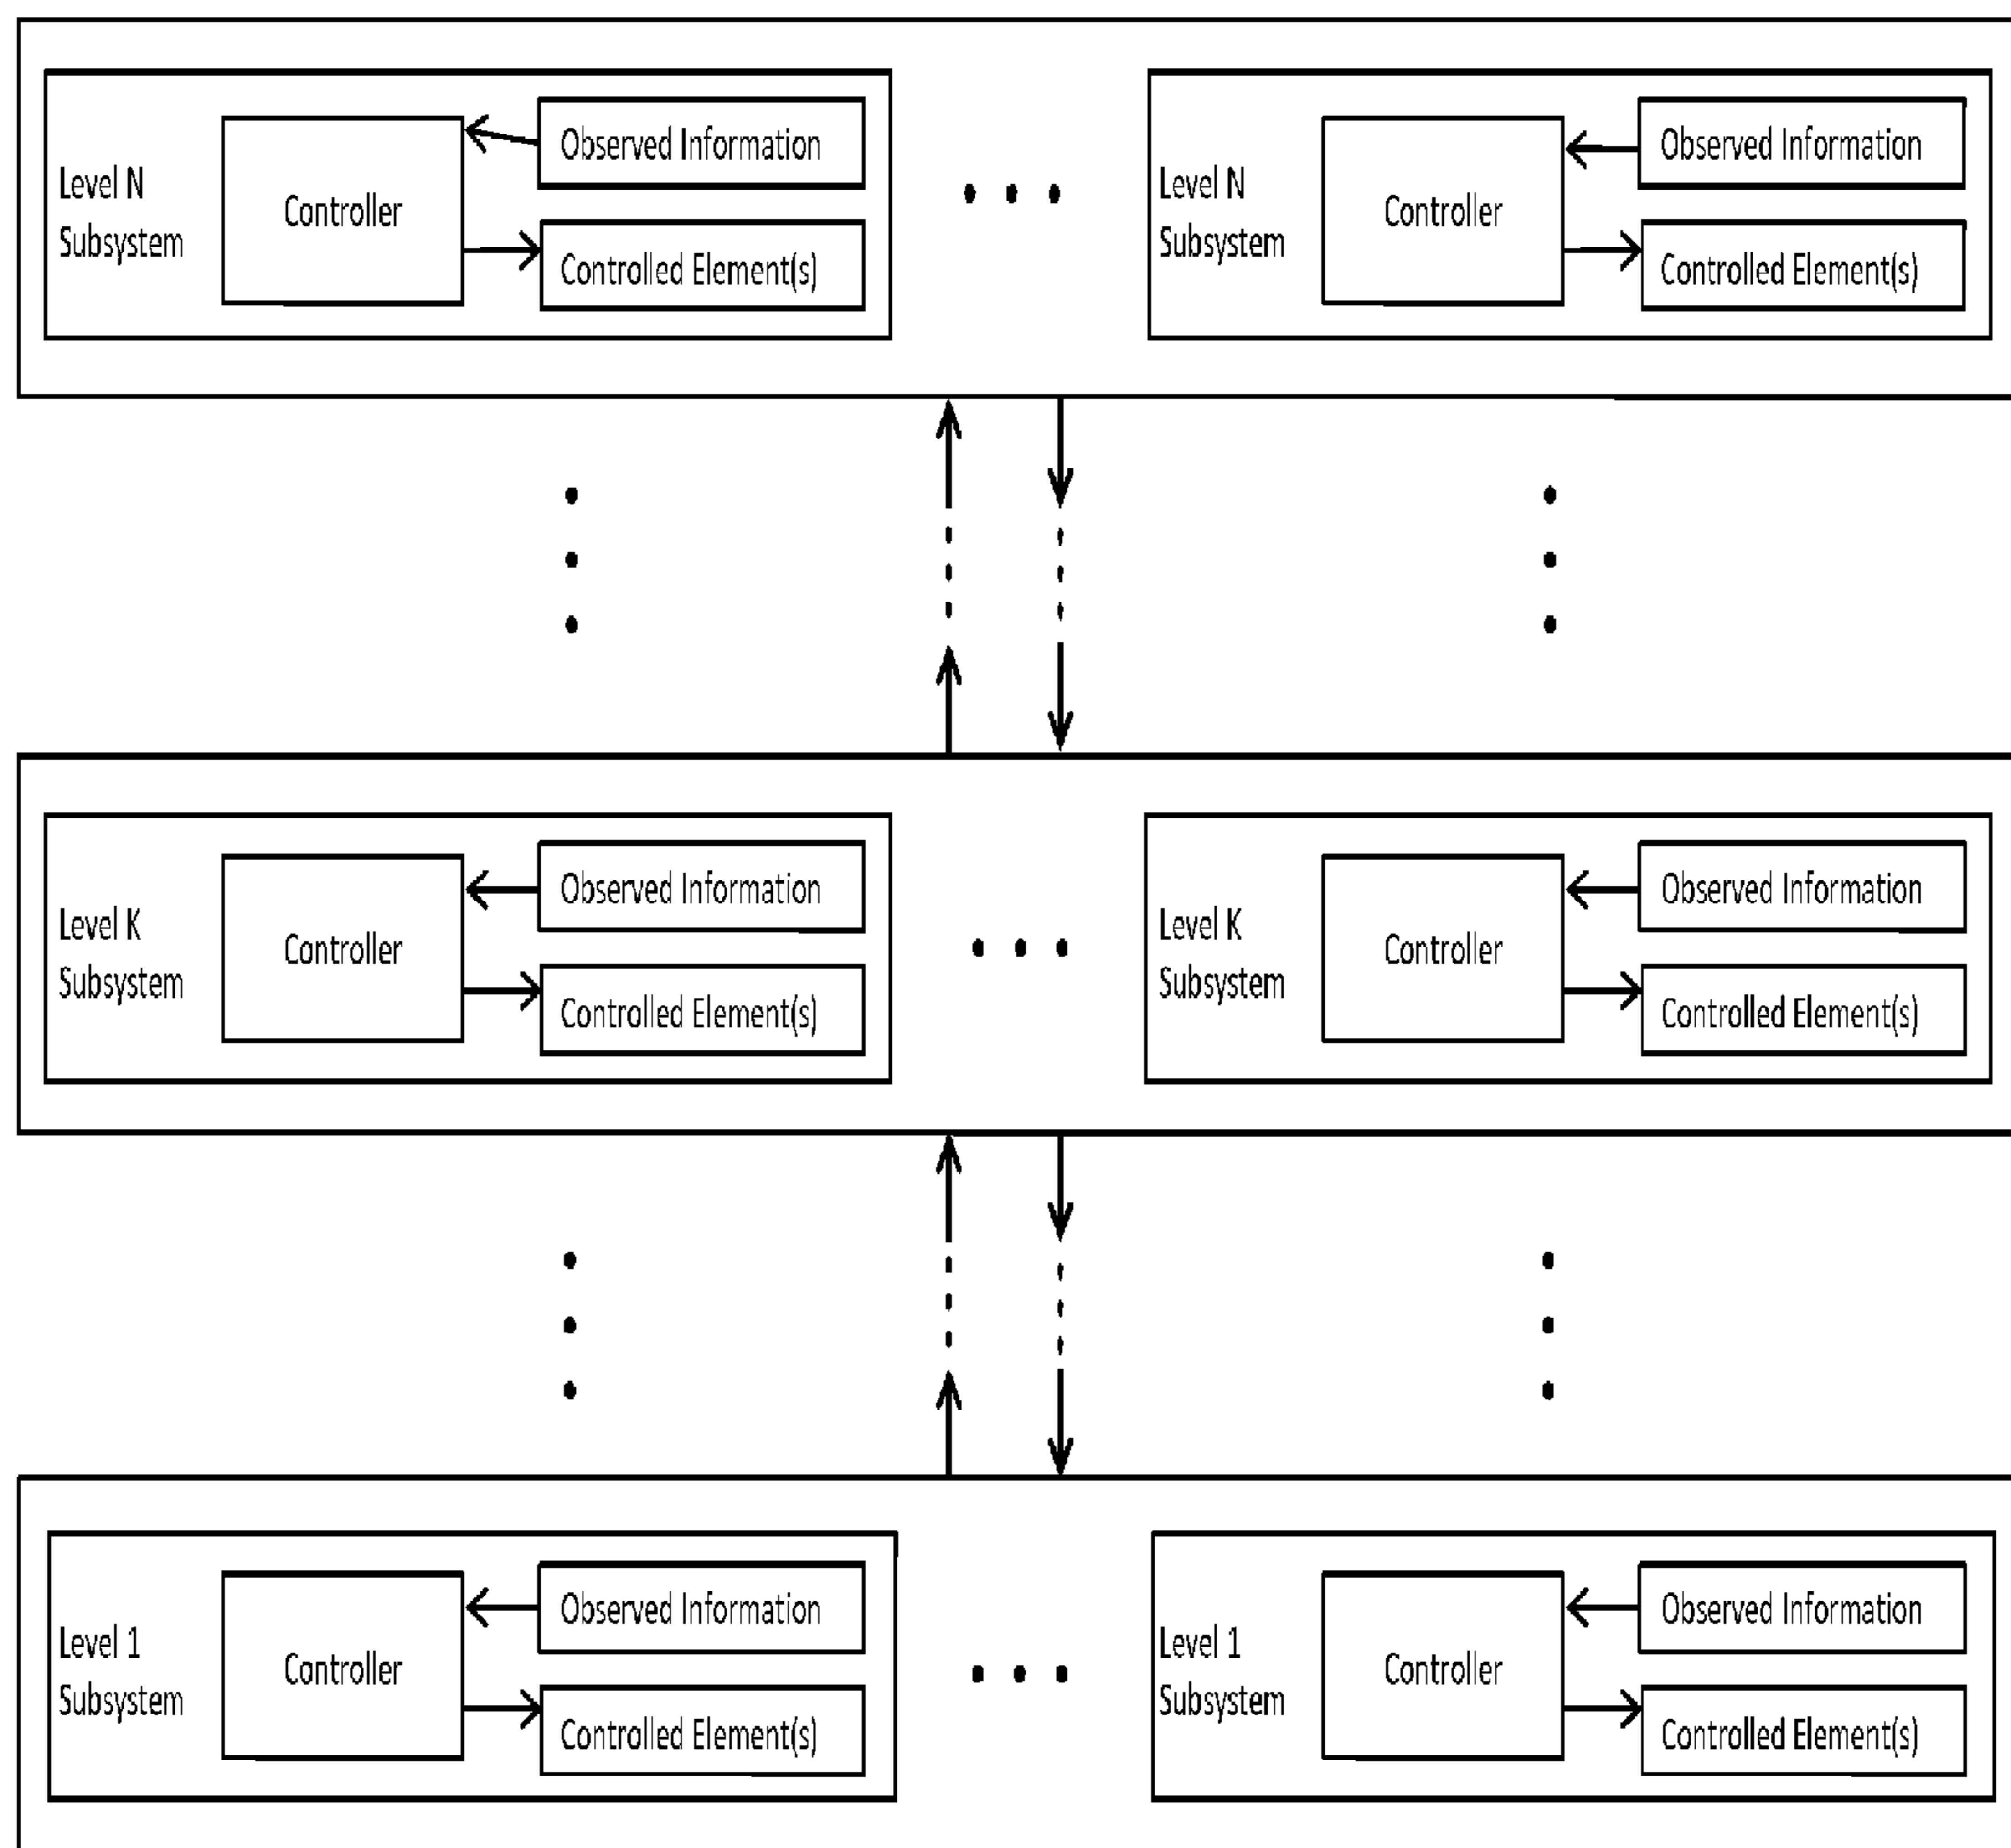 Level N
Subsystem
Controller
Observed Information
Controlled Element(s)
Level N
Subsystem
Controller
Observed Information
Controlled Element(s)
Level K
Subsystem
Controller
Observed Information
Controlled Element(s)
Level K
Subsystem
Controller
Observed Information
Controlled Element(s)
Level 1
Subsystem
Controller
Observed Information
Controlled Element(s)
Level 1
Subsystem
Controller
Observed Information
Controlled Element(s)